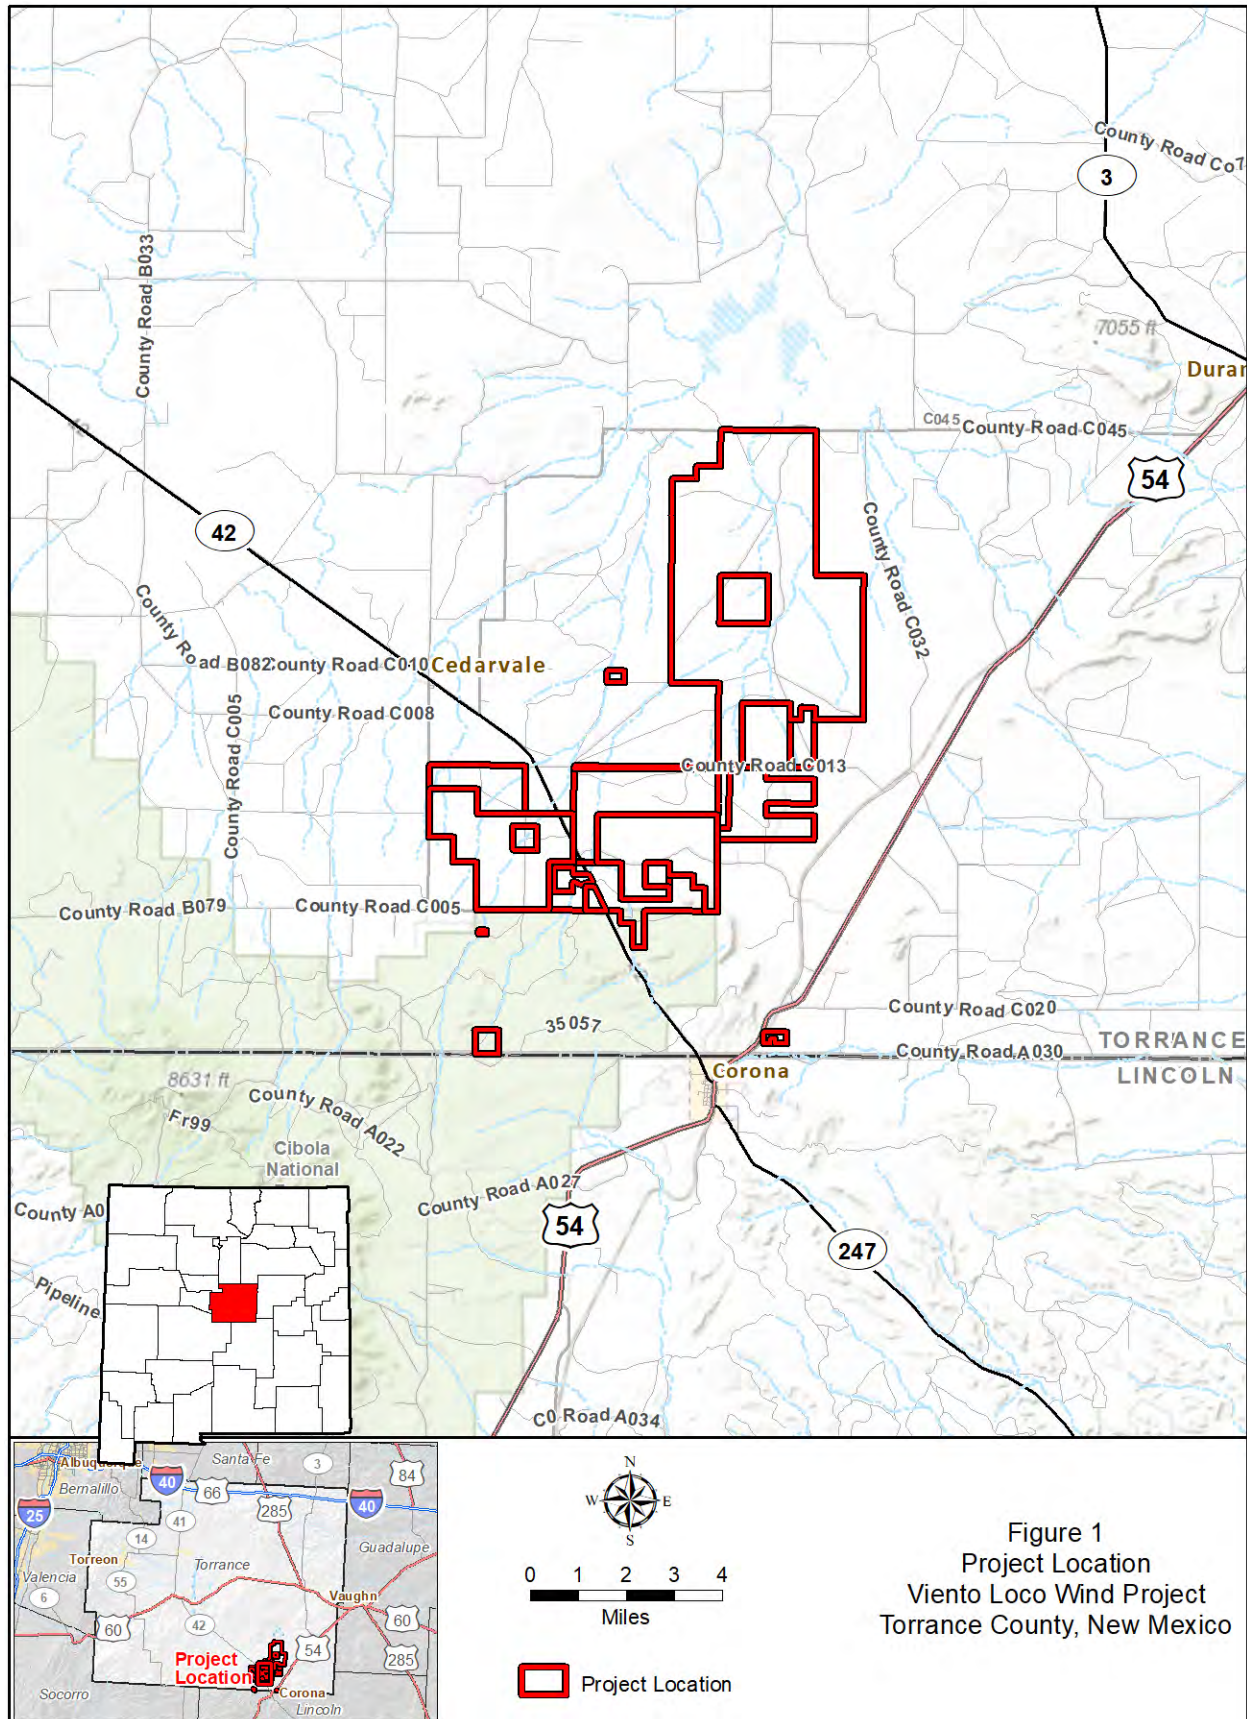 County Road Co7
3
County Road B033
7055 ft
Duran
C045
County Road C045
54
42
County Road C032
County Road B082
County Road C010
Cedarvale
County Road C005
County Road C008
County Road C013
County Road B079
County Road C005
35057
County Road C020
TORRANCE
County Road A030
LINCOLN
Corona
8631 ft
Fr99
County Road A022
Cibola
National
County Road A027
County A0
54
247
Pipeline
C0 Road A034
Albuquerque
Bernalillo
Santa Fe
3
84
40
66
285
40
25
41
14
Guadalupe
Torreon
Torrance
Valencia
55
6
Vaughn
60
42
60
54
285
Project
Location
Corona
Socorro
Lincoln
N
W
E
S
0 1 2 3 4
Miles
Project Location
Figure 1
Project Location
Viento Loco Wind Project
Torrance County, New Mexico